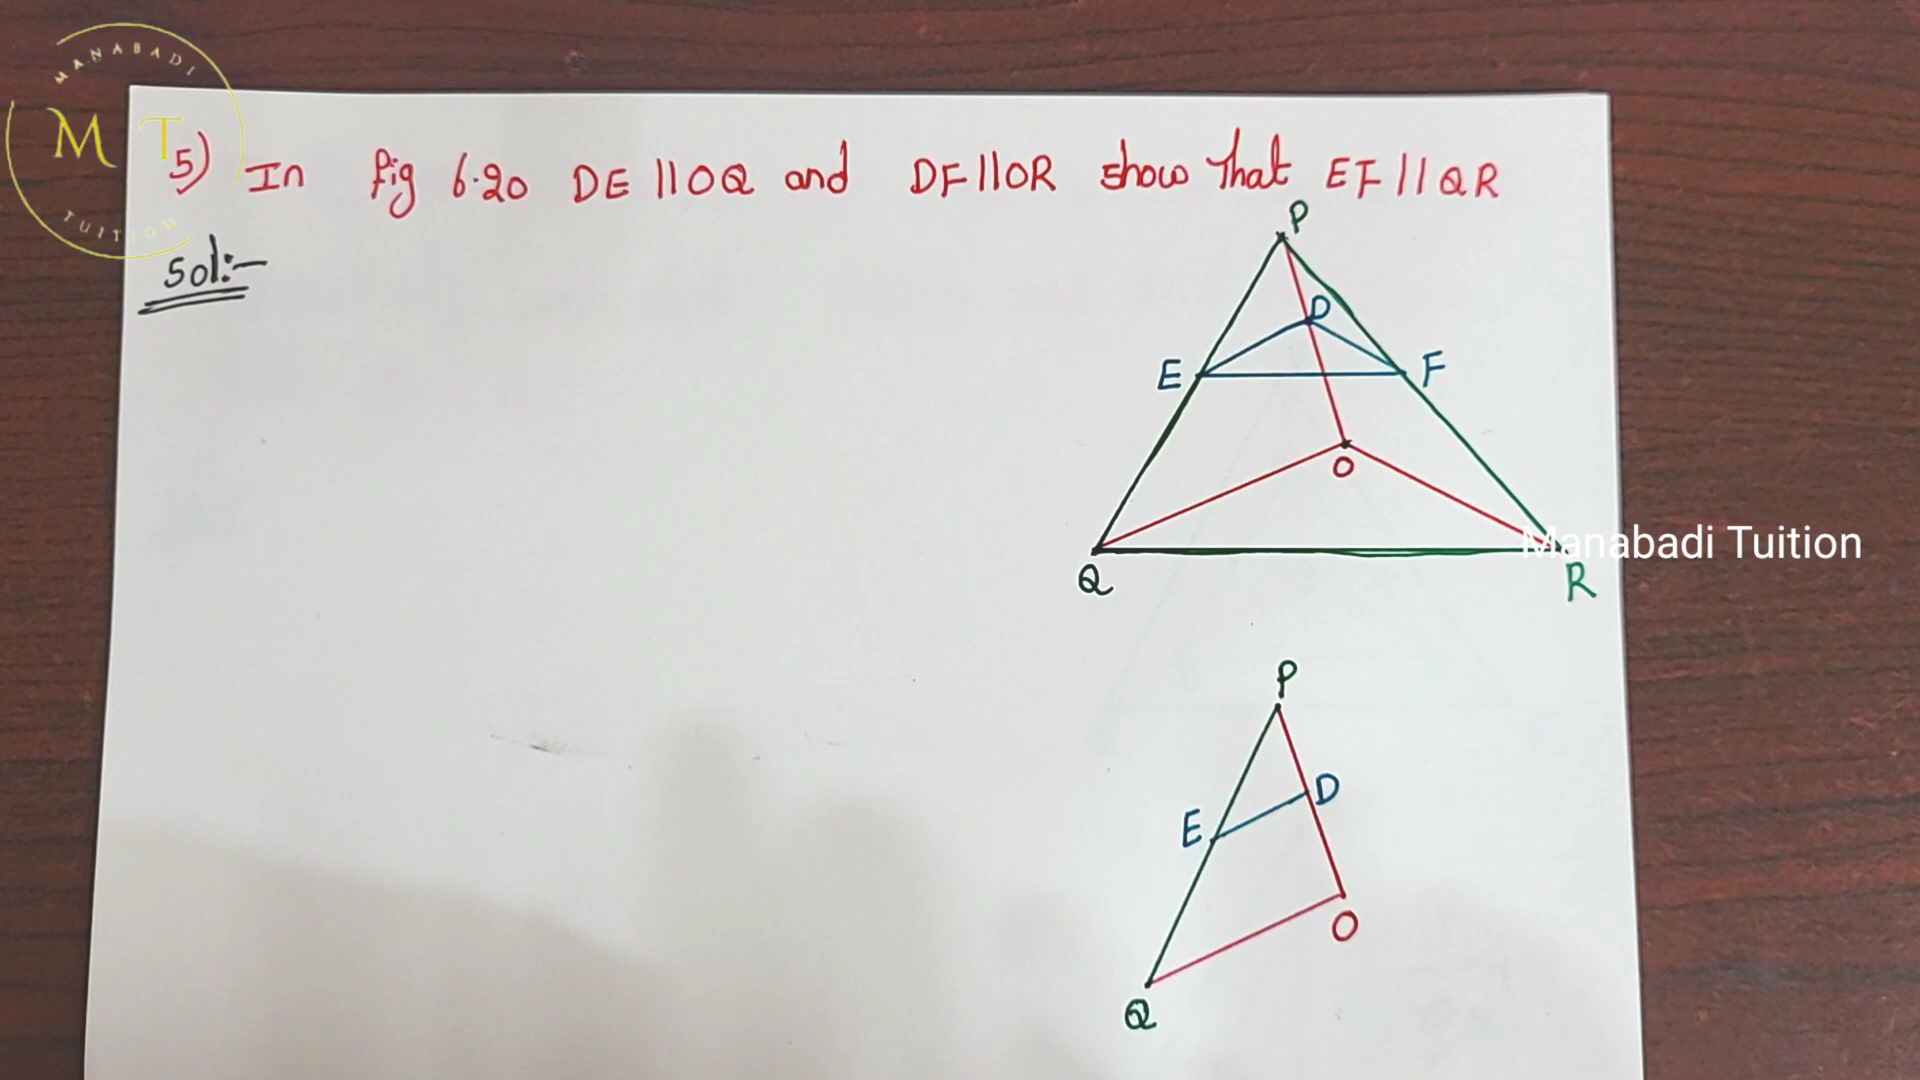 MANABADI
M T
TUITION
5) In fig 6.20 DE || OQ and DF || OR show that EF || QR
Sol:-
P
D
E
F
O
Manabadi Tuition
Q
R
P
D
E
O
Q